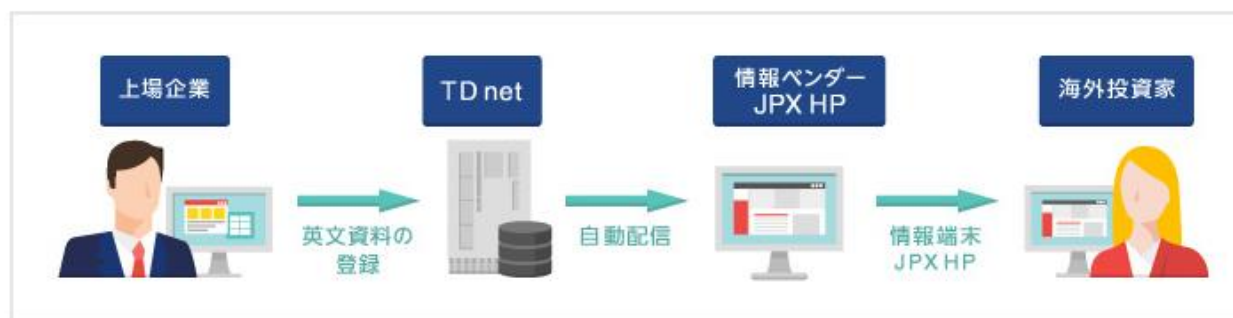 上場企業
TD net
情報ベンダー
JPX HP
海外投資家
英文資料の
登録
自動配信
情報端末
JPX HP